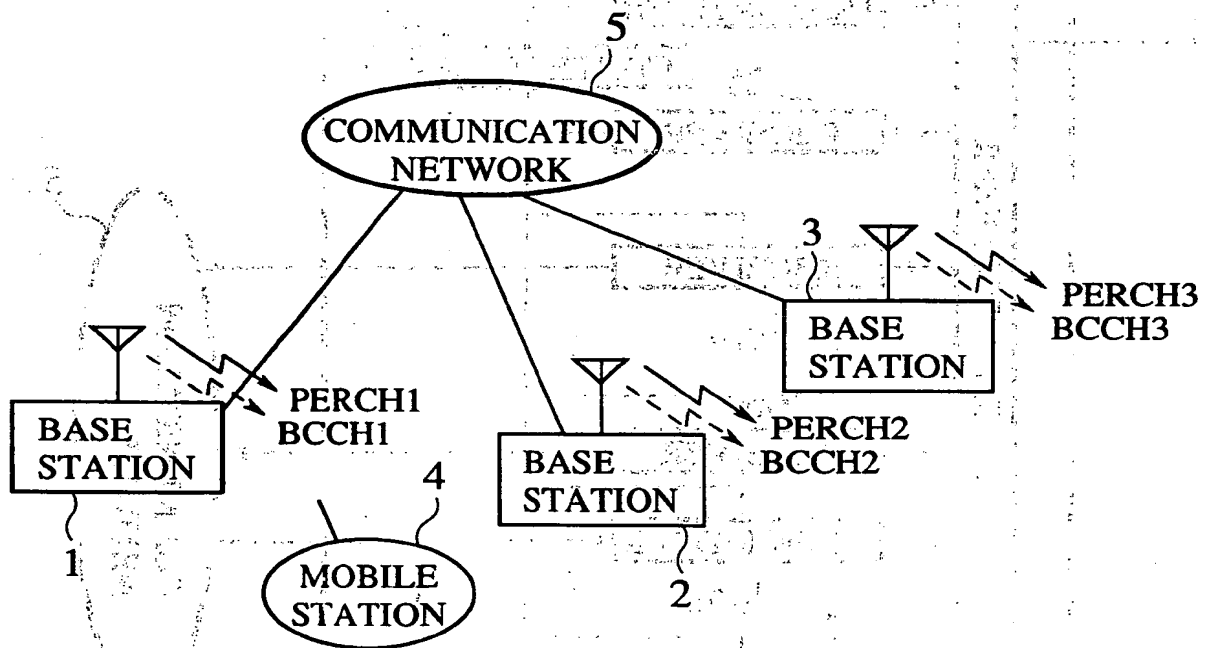 5
COMMUNICATION
NETWORK
3
PERCH3
BCCH3
BASE
STATION
PERCH1
BCCH1
BASE
STATION
PERCH2
BCCH2
BASE
STATION
4
1
2
MOBILE
STATION